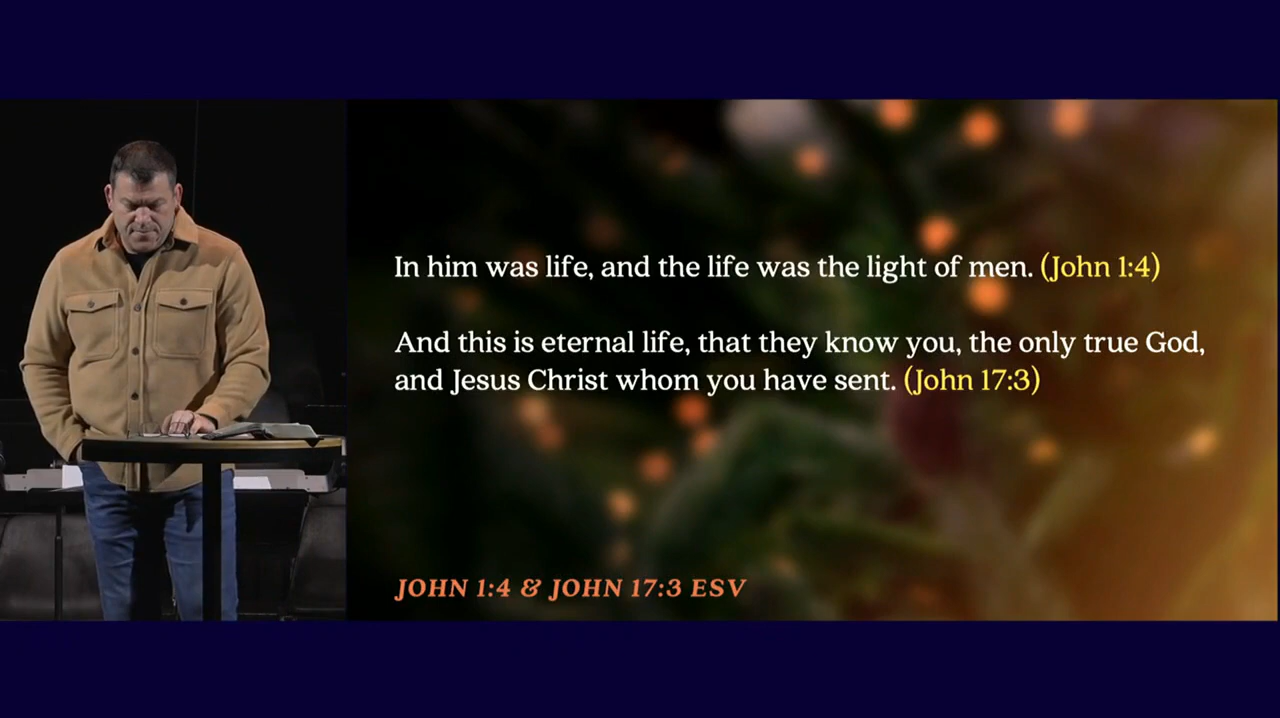 In him was life, and the life was the light of men. (John 1:4)
And this is eternal life, that they know you, the only true God,
and Jesus Christ whom you have sent. (John 17:3)
JOHN 1:4 & JOHN 17:3 ESV